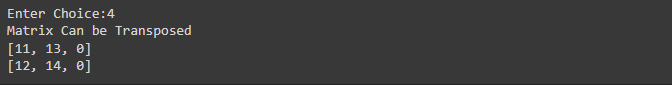 Enter Choice:4
Matrix Can be Transposed
[11, 13, 0]
[12, 14, 0]